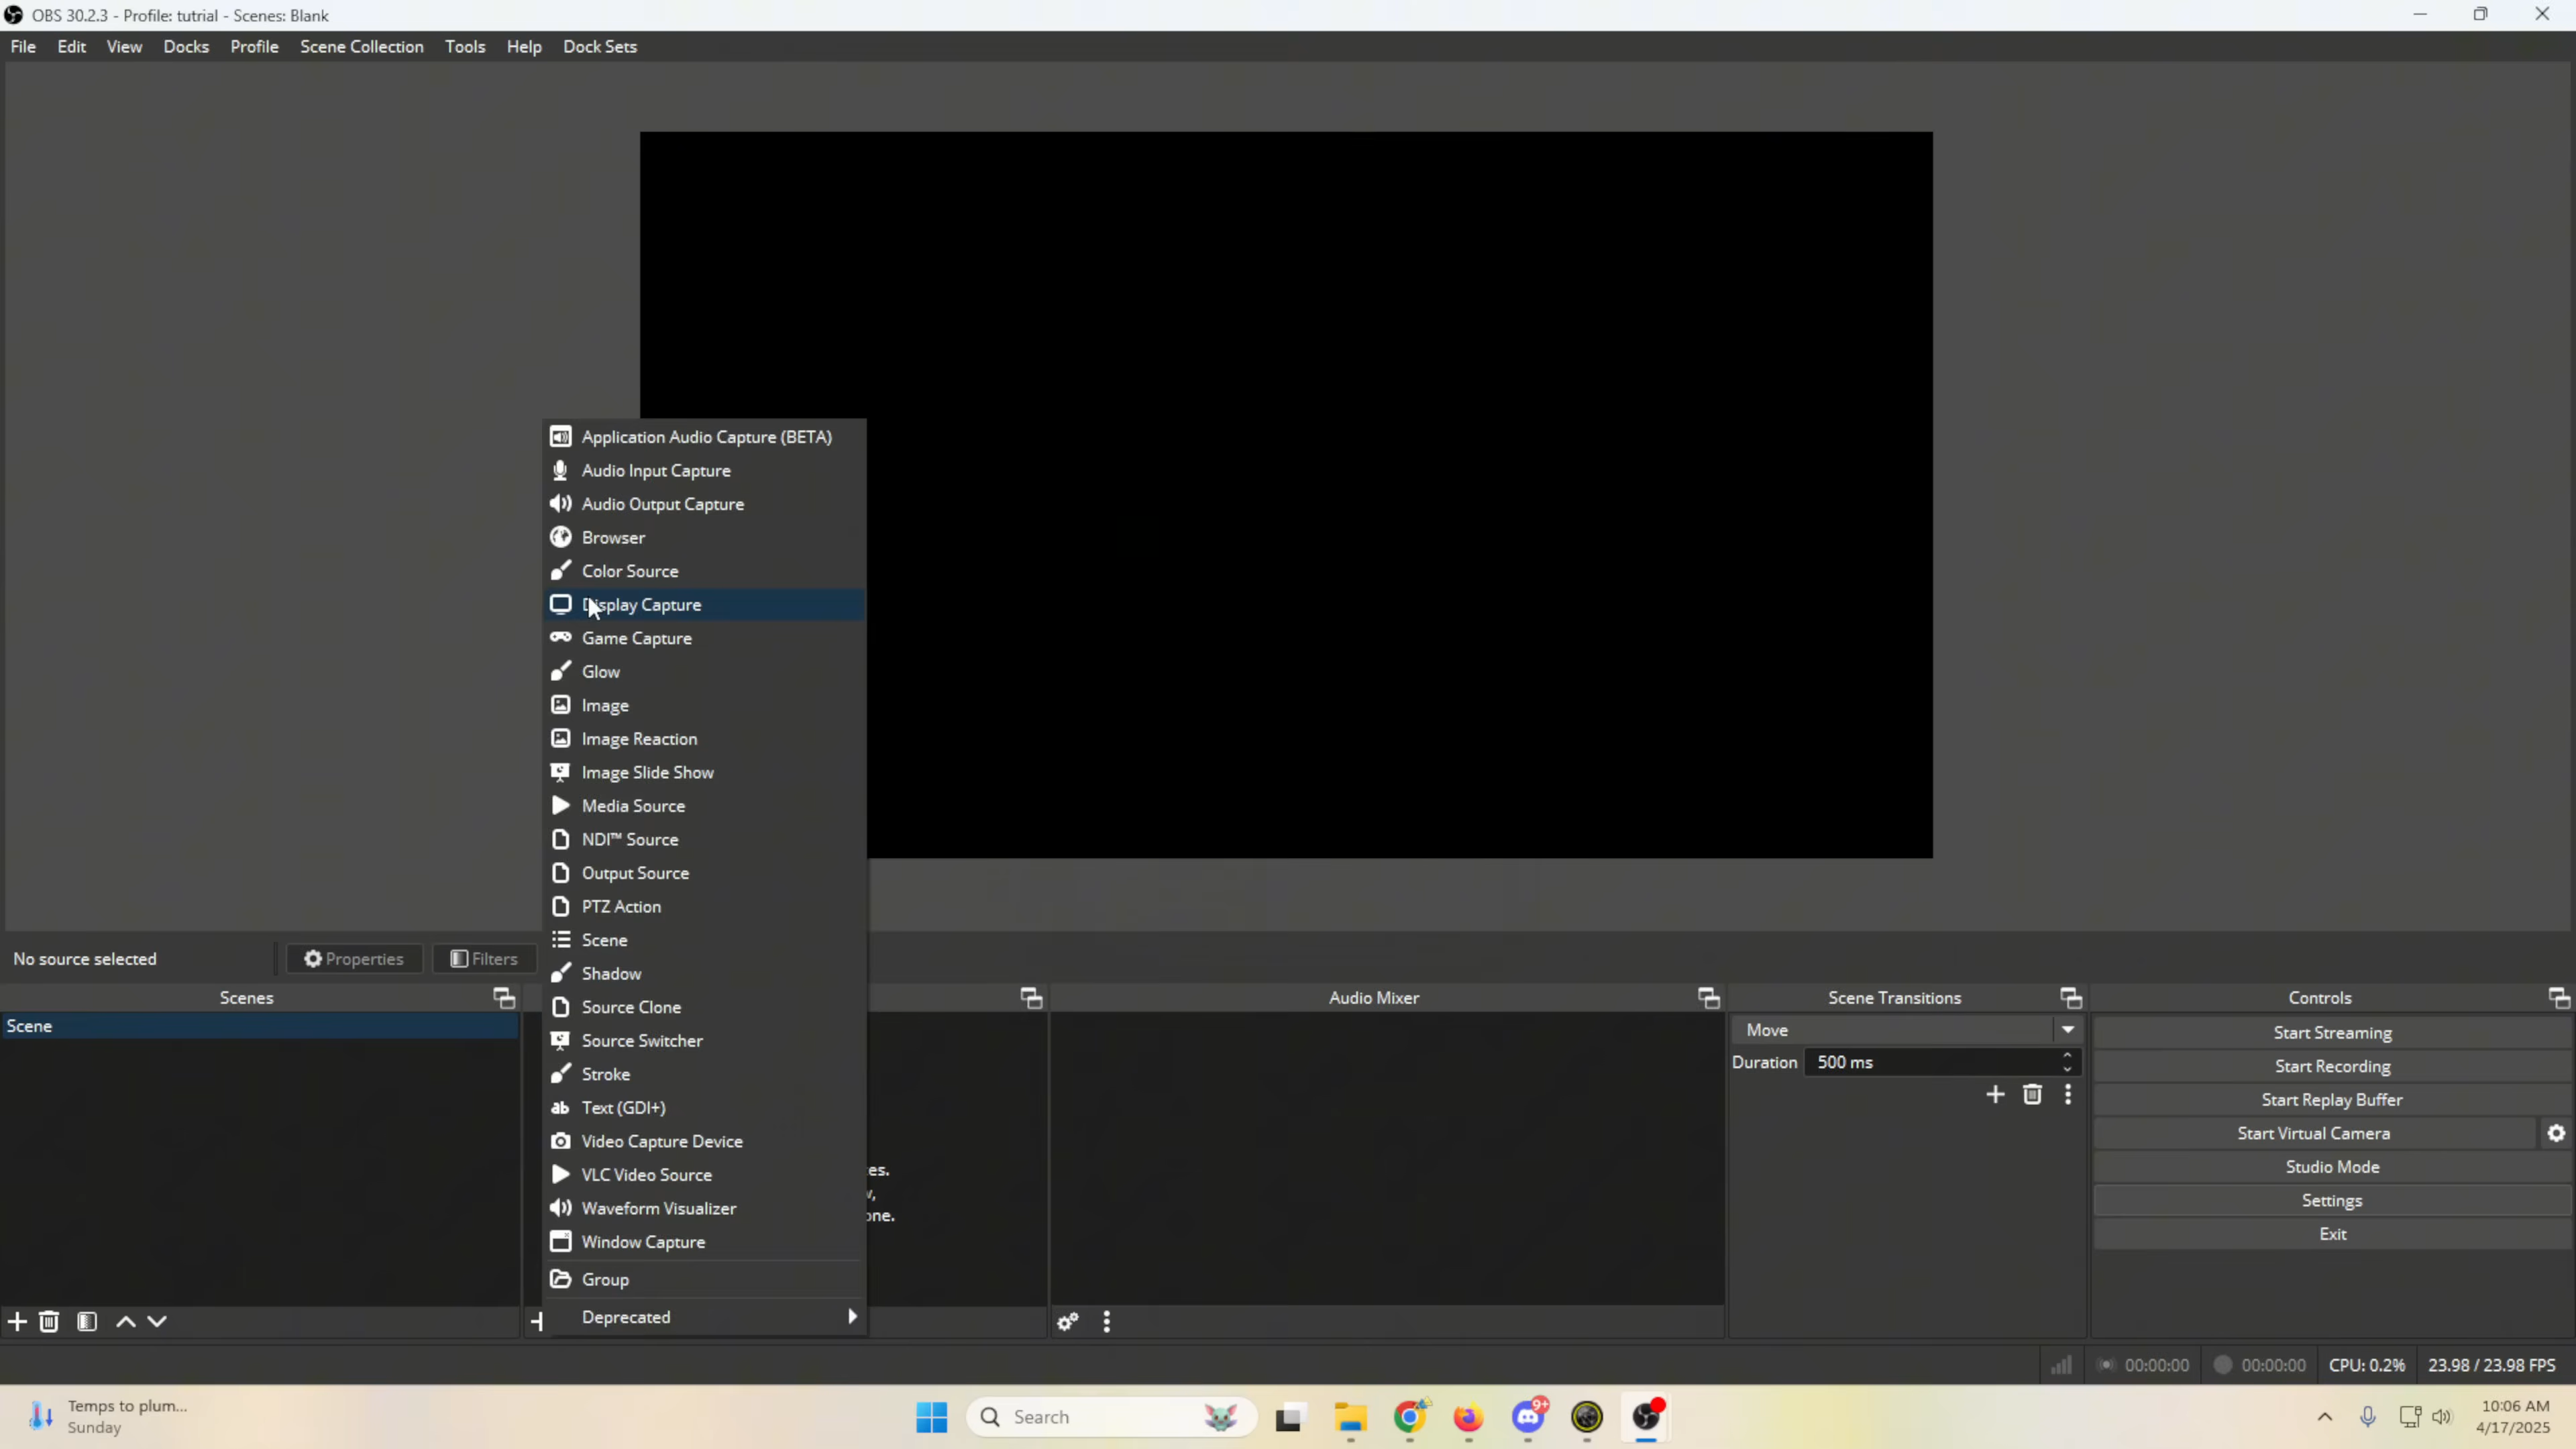 OBS 30.2.3 - Profile: tutrial - Scenes: Blank
File Edit View Docks Profile Scene Collection Tools Help Dock Sets
Application Audio Capture (BETA)
Audio Input Capture
Audio Output Capture
Browser
Color Source
Display Capture
Game Capture
Glow
Image
Image Reaction
Image Slide Show
Media Source
NDI™ Source
Output Source
PTZ Action
Scene
Shadow
Source Clone
Source Switcher
Stroke
ab Text (GDI+)
Video Capture Device
VLC Video Source
Waveform Visualizer
Window Capture
Group
Deprecated
No source selected Properties Filters
Scenes
Scene
es.
one.
Audio Mixer
Scene Transitions
Move
Duration 500 ms
Controls
Start Streaming
Start Recording
Start Replay Buffer
Start Virtual Camera
Studio Mode
Settings
Exit
00:00:00 00:00:00 CPU: 0.2% 23.98 / 23.98 FPS
Temps to plum...
Sunday
Search
9+
10:06 AM
4/17/2025